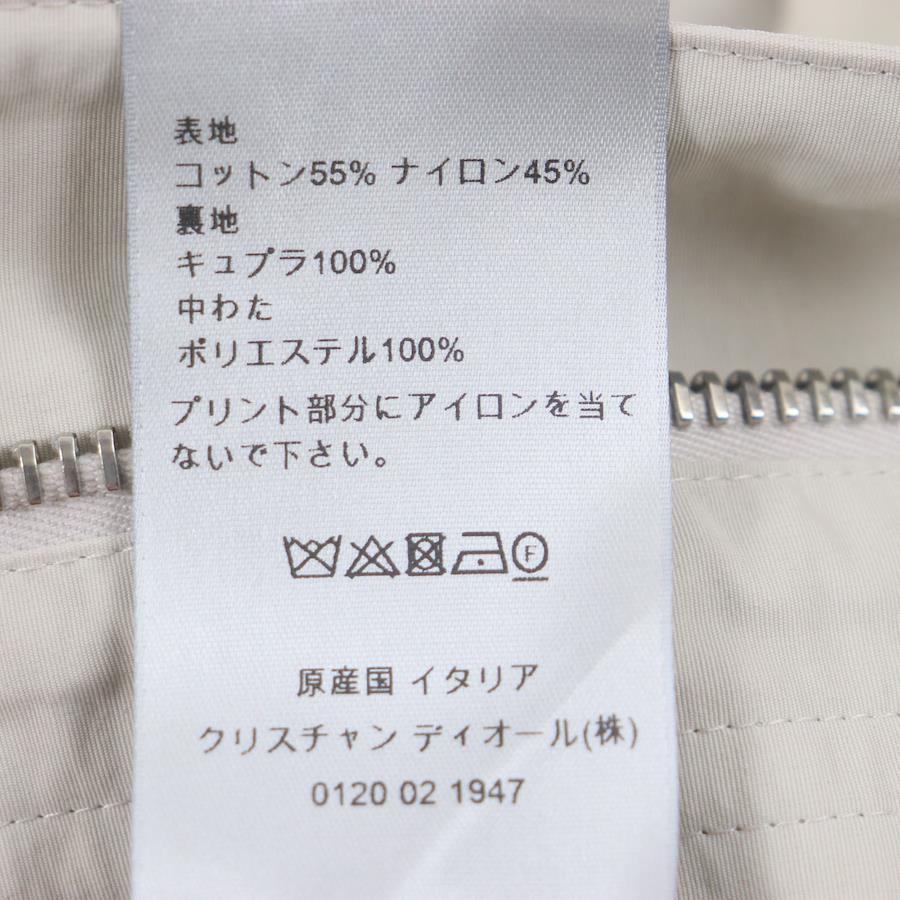 表地
コットン55% ナイロン45%
裏地
キュプラ100%
中わた
ポリエステル100%
プリント部分にアイロンを当て
ないで下さい。
F
原産国 イタリア
クリスチャン ディオール(株)
0120 02 1947